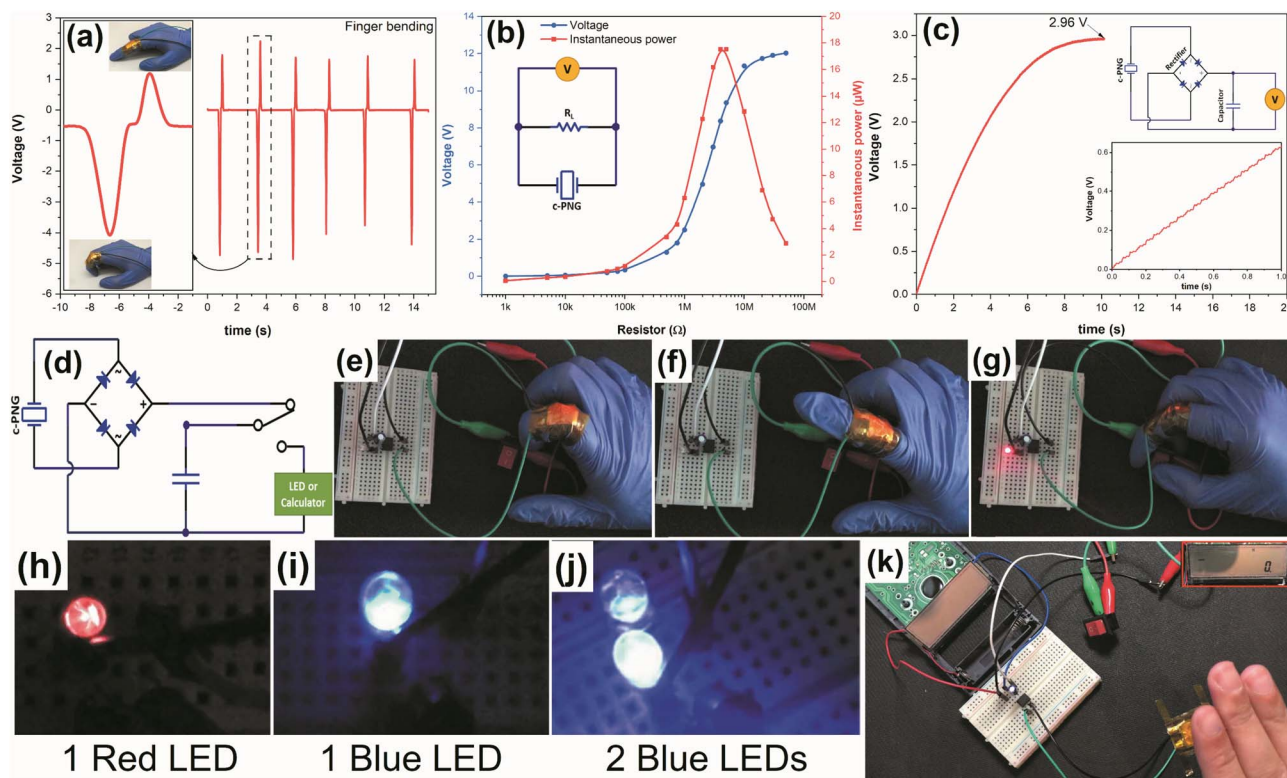 (a)
Finger bending
Voltage (V)
3
2
1
0
-1
-2
-3
-4
-5
-6
-10 -8 -6 -4 -2
0 5 10 15
time (s)
(b)
Voltage
Instantaneous power
V
R_L
c-PNG
Voltage (V)
14
12
10
8
6
4
2
0
-2
Instantaneous power (μW)
20
18
16
14
12
10
8
6
4
2
0
1k 10k 100k 1M 10M 100M
Resistor (Ω)
(c)
2.96 V
Voltage (V)
3.0
2.5
2.0
1.5
1.0
0.5
0.0
0 2 4 6 8 10 12 14 16 18 20
time (s)
c-PNG
Rectifier
Capacitor
V
Voltage (V)
0.6
0.4
0.2
0.0
0.0 0.2 0.4 0.6 0.8 1.0
time (s)
(d)
c-PNG
~
− +
~
LED or
Calculator
(e)
(f)
(g)
(h)
1 Red LED
(i)
1 Blue LED
(j)
2 Blue LEDs
(k)
0.